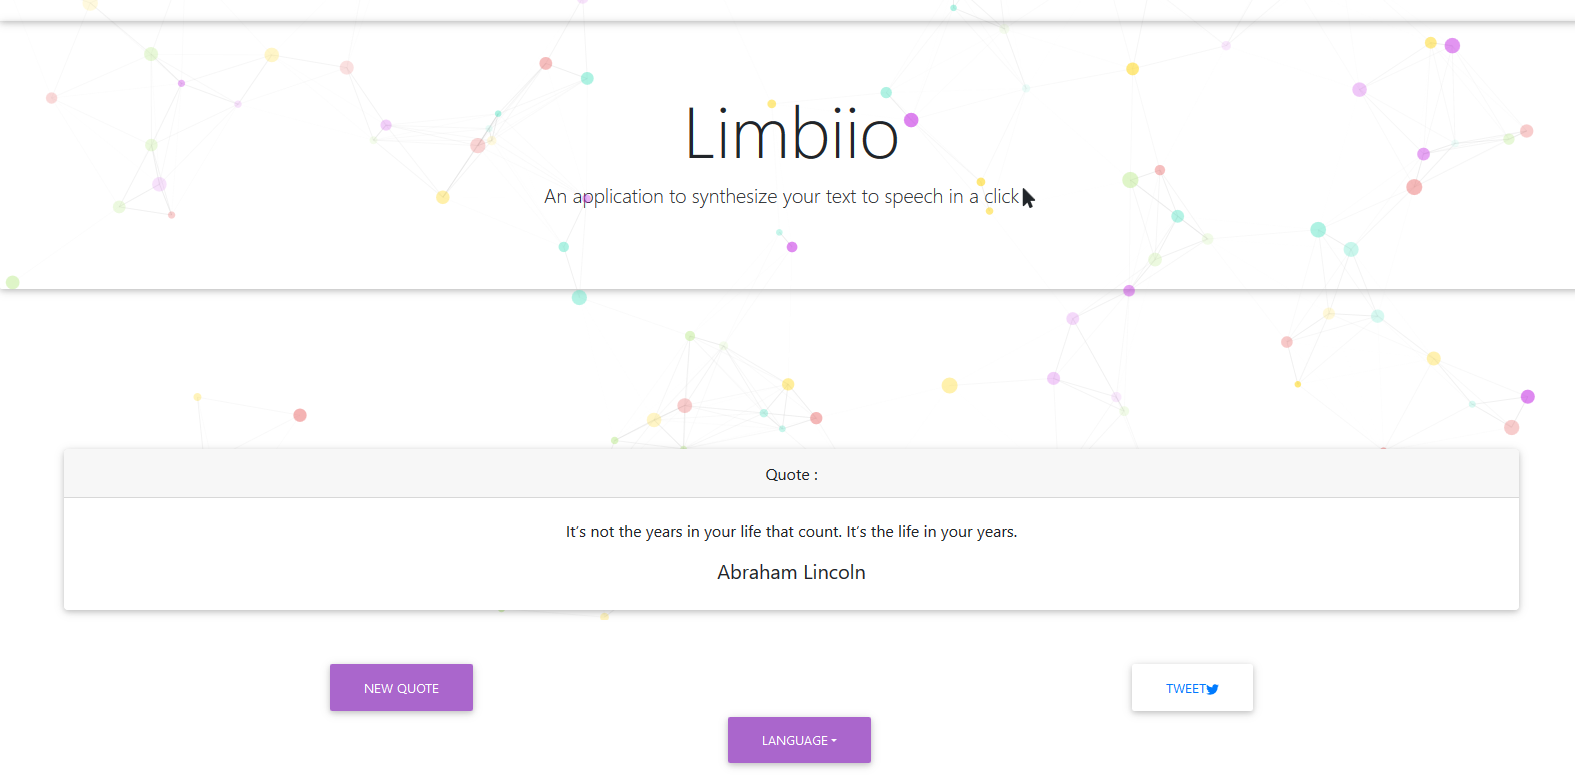 Limbiio
An application to synthesize your text to speech in a click
Quote :
It's not the years in your life that count. It's the life in your years.
Abraham Lincoln
NEW QUOTE
TWEET
LANGUAGE